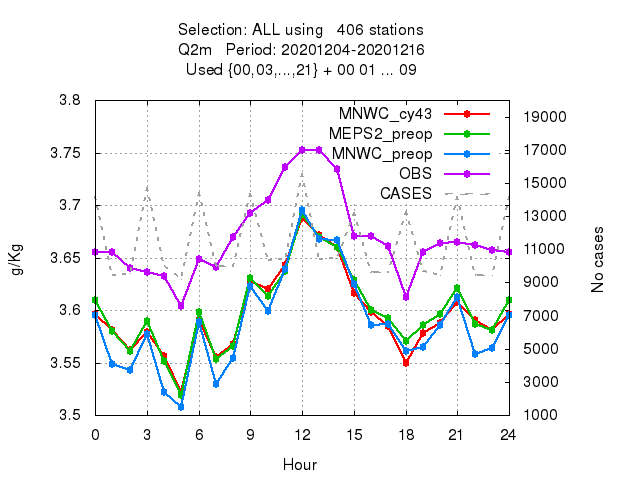 Selection: ALL using   406 stations
Q2m   Period: 20201204-20201216
Used {00,03,...,21} + 00 01 ... 09
3.8
3.75
3.7
3.65
3.6
3.55
3.5
g/Kg
MNWC_cy43
MEPS2_preop
MNWC_preop
OBS
CASES
19000
17000
15000
13000
11000
9000
7000
5000
3000
1000
No cases
0 3 6 9 12 15 18 21 24
Hour